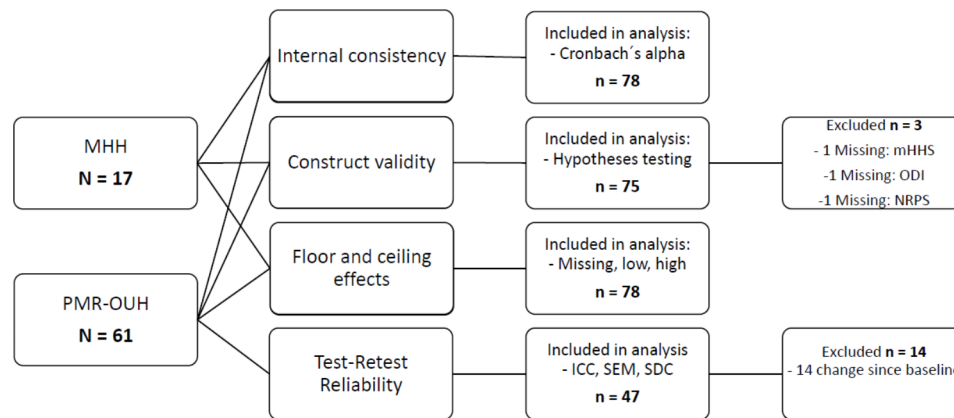 MHH
N = 17
PMR-OUH
N = 61
Internal consistency
Construct validity
Floor and ceiling
effects
Test-Retest
Reliability
Included in analysis:
- Cronbach´s alpha
n = 78
Included in analysis:
- Hypotheses testing
n = 75
Included in analysis:
- Missing, low, high
n = 78
Included in analysis
- ICC, SEM, SDC
n = 47
Excluded n = 3
- 1 Missing: mHHS
-1 Missing: ODI
-1 Missing: NRPS
Excluded n = 14
- 14 change since baseline